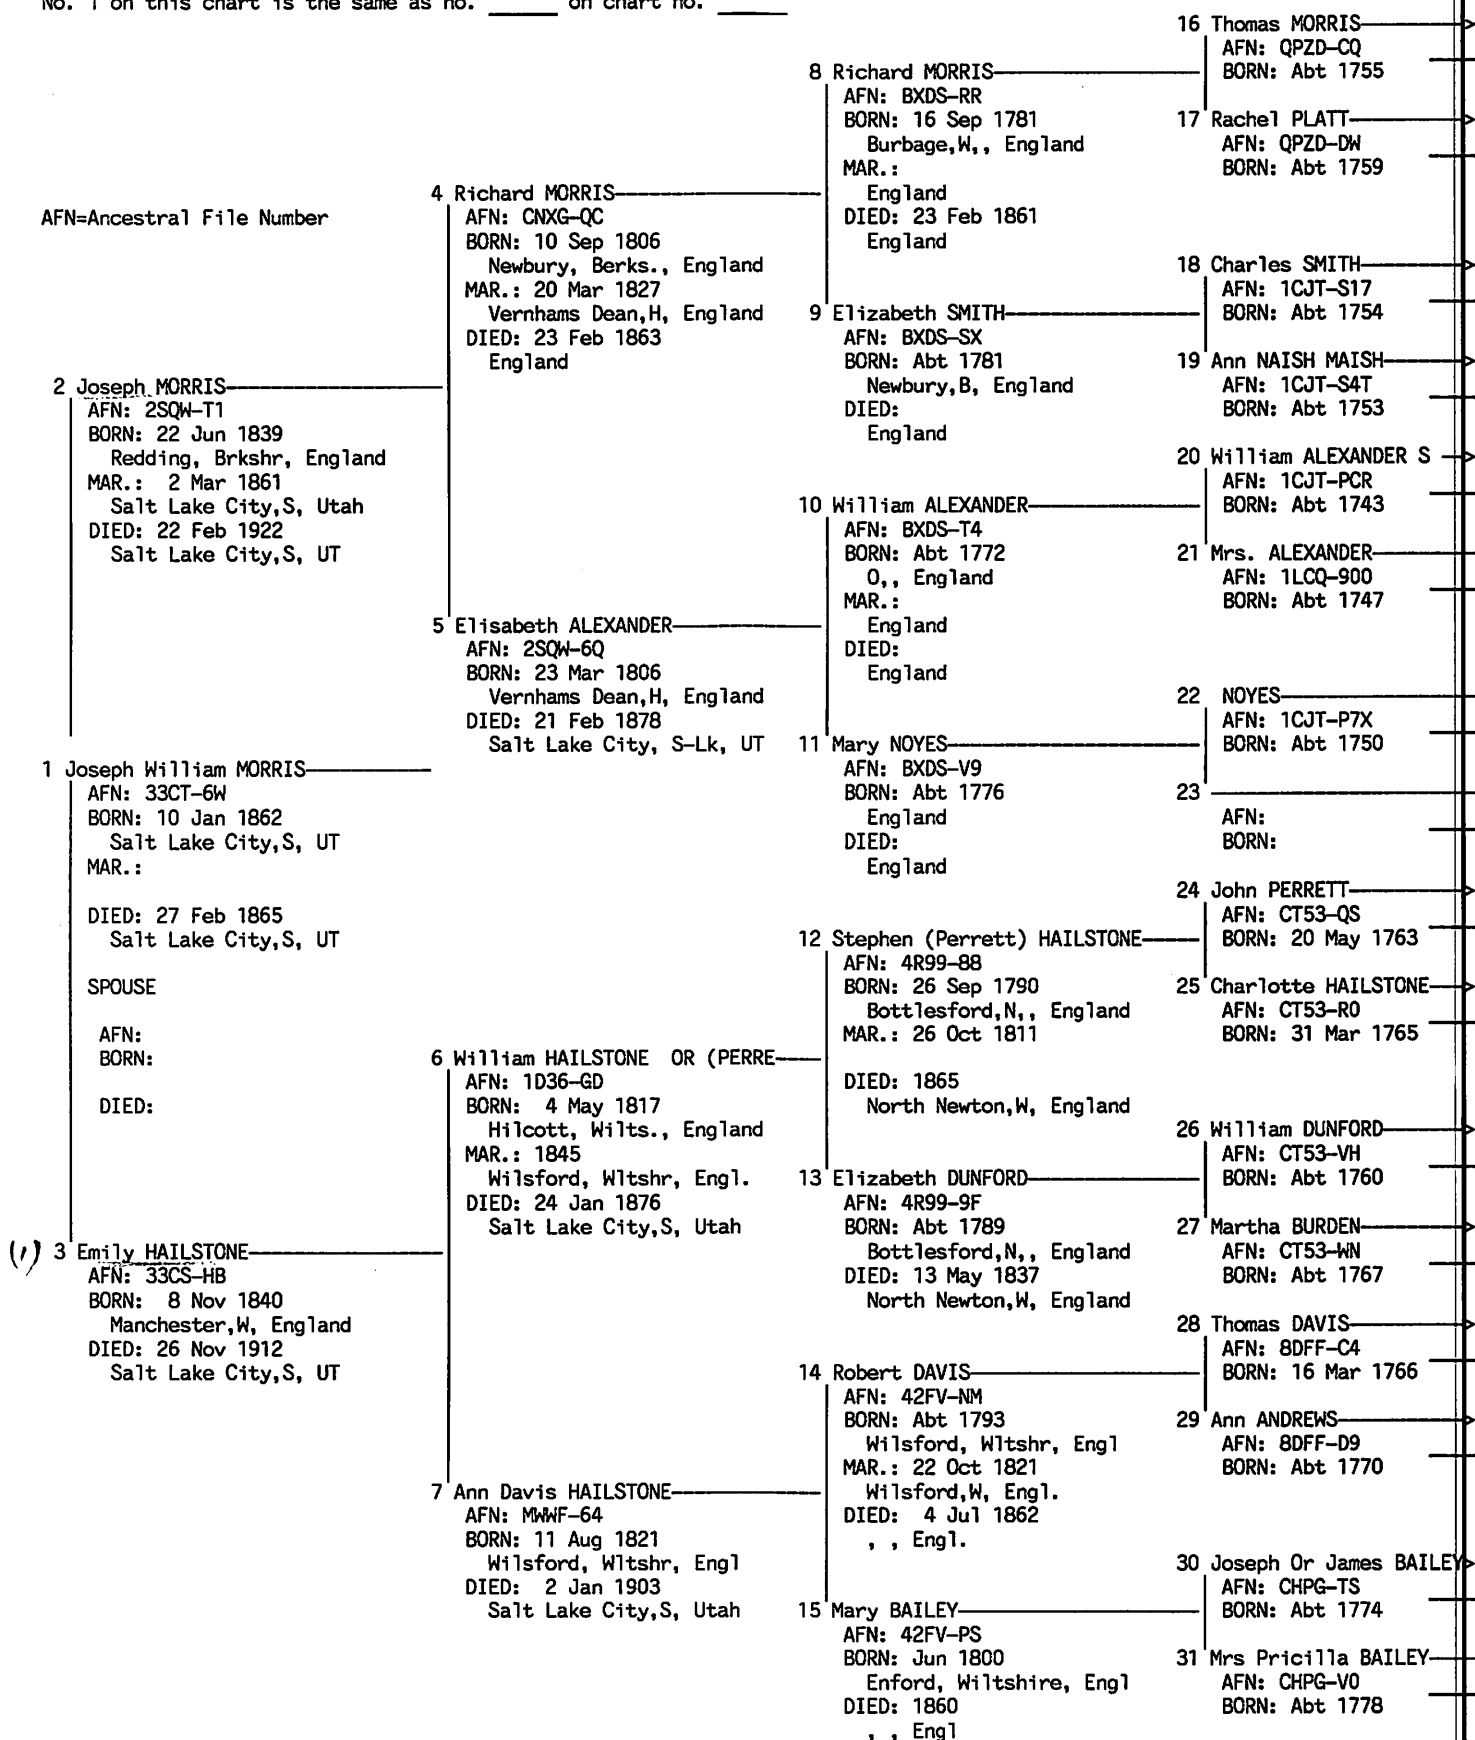 No. 1 on this chart is the same as no. _____ on chart no. _____
AFN=Ancestral File Number
1 Joseph William MORRIS
AFN: 33CT-6W
BORN: 10 Jan 1862
Salt Lake City,S, UT
MAR.:
DIED: 27 Feb 1865
Salt Lake City,S, UT
SPOUSE
AFN:
BORN:
DIED:
2 Joseph MORRIS
AFN: 2SQW-T1
BORN: 22 Jun 1839
Redding, Brkshr, England
MAR.: 2 Mar 1861
Salt Lake City,S, Utah
DIED: 22 Feb 1922
Salt Lake City,S, UT
(1) 3 Emily HAILSTONE
AFN: 33CS-HB
BORN: 8 Nov 1840
Manchester,W, England
DIED: 26 Nov 1912
Salt Lake City,S, UT
4 Richard MORRIS
AFN: CNXG-QC
BORN: 10 Sep 1806
Newbury, Berks., England
MAR.: 20 Mar 1827
Vernhams Dean,H, England
DIED: 23 Feb 1863
England
5 Elisabeth ALEXANDER
AFN: 2SQW-6Q
BORN: 23 Mar 1806
Vernhams Dean,H, England
DIED: 21 Feb 1878
Salt Lake City, S-Lk, UT
6 William HAILSTONE OR (PERRE
AFN: 1D36-GD
BORN: 4 May 1817
Hilcott, Wilts., England
MAR.: 1845
Wilsford, Wltshr, Engl.
DIED: 24 Jan 1876
Salt Lake City,S, Utah
7 Ann Davis HAILSTONE
AFN: MWWF-64
BORN: 11 Aug 1821
Wilsford, Wltshr, Engl
DIED: 2 Jan 1903
Salt Lake City,S, Utah
8 Richard MORRIS
AFN: BXDS-RR
BORN: 16 Sep 1781
Burbage,W,, England
MAR.:
England
DIED: 23 Feb 1861
England
9 Elizabeth SMITH
AFN: BXDS-SX
BORN: Abt 1781
Newbury,B, England
DIED:
England
10 William ALEXANDER
AFN: BXDS-T4
BORN: Abt 1772
O,, England
MAR.:
England
DIED:
England
11 Mary NOYES
AFN: BXDS-V9
BORN: Abt 1776
England
DIED:
England
12 Stephen (Perrett) HAILSTONE
AFN: 4R99-88
BORN: 26 Sep 1790
Bottlesford,N,, England
MAR.: 26 Oct 1811
DIED: 1865
North Newton,W, England
13 Elizabeth DUNFORD
AFN: 4R99-9F
BORN: Abt 1789
Bottlesford,N,, England
DIED: 13 May 1837
North Newton,W, England
14 Robert DAVIS
AFN: 42FV-NM
BORN: Abt 1793
Wilsford, Wltshr, Engl
MAR.: 22 Oct 1821
Wilsford,W, Engl.
DIED: 4 Jul 1862
, , Engl.
15 Mary BAILEY
AFN: 42FV-PS
BORN: Jun 1800
Enford, Wiltshire, Engl
DIED: 1860
, , Engl
16 Thomas MORRIS
AFN: QPZD-CQ
BORN: Abt 1755
17 Rachel PLATT
AFN: QPZD-DW
BORN: Abt 1759
18 Charles SMITH
AFN: 1CJT-S17
BORN: Abt 1754
19 Ann NAISH MAISH
AFN: 1CJT-S4T
BORN: Abt 1753
20 William ALEXANDER S
AFN: 1CJT-PCR
BORN: Abt 1743
21 Mrs. ALEXANDER
AFN: 1LCQ-900
BORN: Abt 1747
22 NOYES
AFN: 1CJT-P7X
BORN: Abt 1750
23
AFN:
BORN:
24 John PERRETT
AFN: CT53-QS
BORN: 20 May 1763
25 Charlotte HAILSTONE
AFN: CT53-R0
BORN: 31 Mar 1765
26 William DUNFORD
AFN: CT53-VH
BORN: Abt 1760
27 Martha BURDEN
AFN: CT53-WN
BORN: Abt 1767
28 Thomas DAVIS
AFN: 8DFF-C4
BORN: 16 Mar 1766
29 Ann ANDREWS
AFN: 8DFF-D9
BORN: Abt 1770
30 Joseph Or James BAILEY
AFN: CHPG-TS
BORN: Abt 1774
31 Mrs Pricilla BAILEY
AFN: CHPG-V0
BORN: Abt 1778